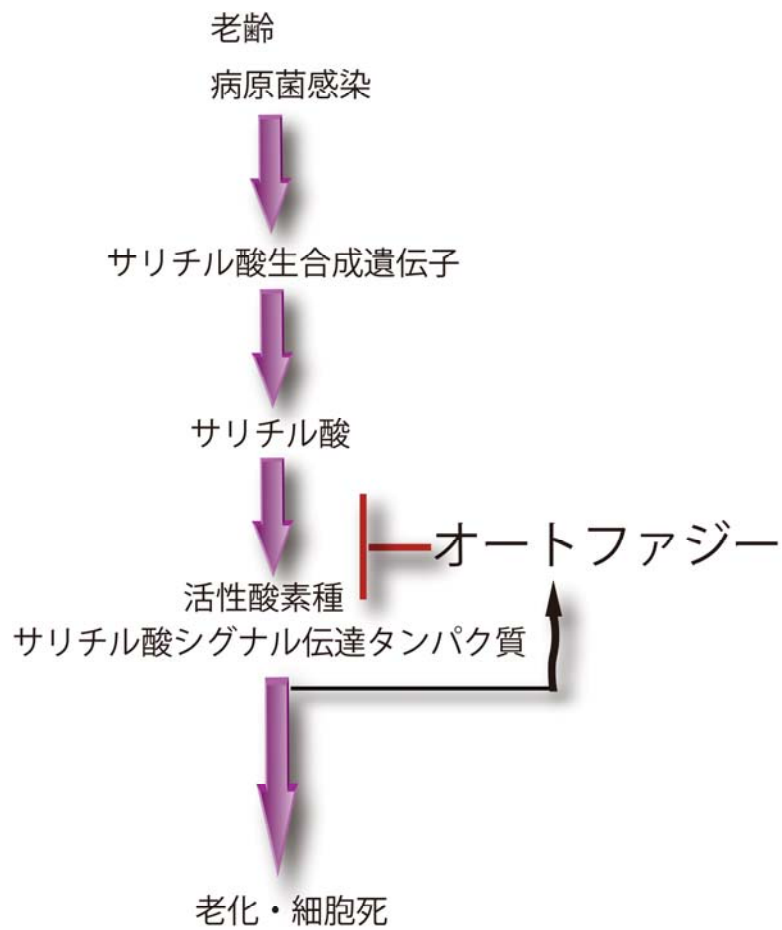 老齢
病原菌感染
サリチル酸生合成遺伝子
サリチル酸
オートファジー
活性酸素種
サリチル酸シグナル伝達タンパク質
老化・細胞死